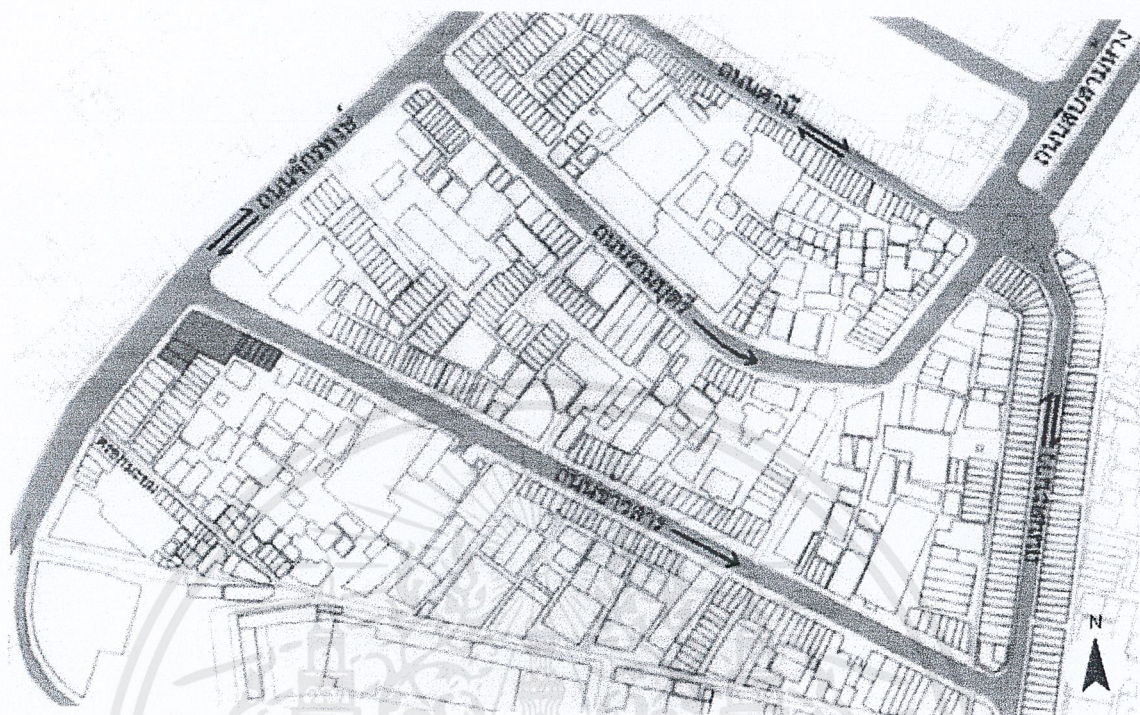 ถนนตานี
ถนนสิบสามห้าง
ถนนจักรพงษ์
ถนนรามบุตรี
ถนนข้าวสาร
N